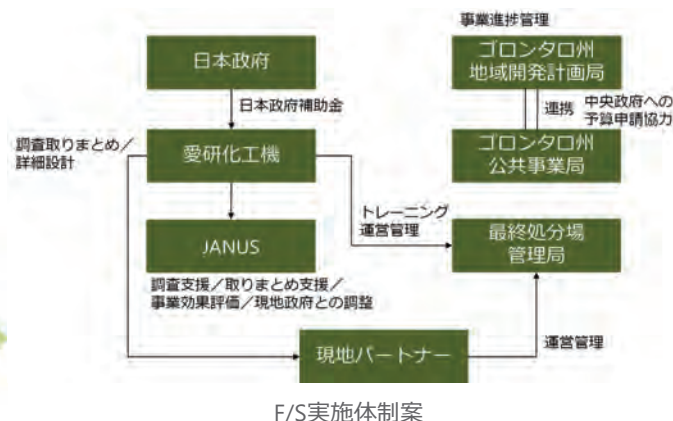 事業進捗管理
日本政府
ゴロンタロ州
地域開発計画局
日本政府補助金
連携
中央政府への
予算申請協力
調査取りまとめ／
詳細設計
愛研化工機
ゴロンタロ州
公共事業局
トレーニング
運営管理
JANUS
最終処分場
管理局
調査支援／取りまとめ支援／
事業効果評価／現地政府との調整
現地パートナー
運営管理
F/S実施体制案